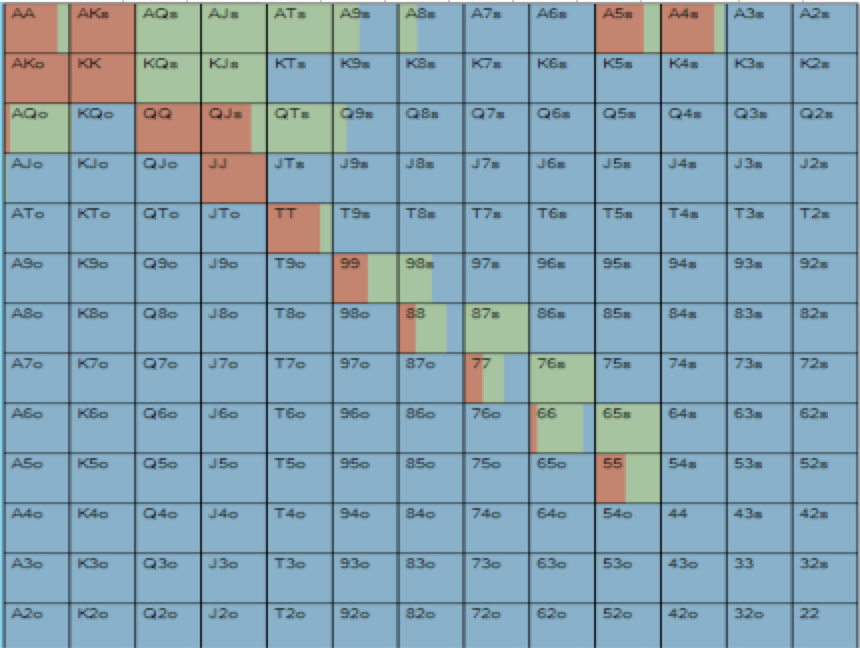 AA AKs AQs AJs ATs A9s A8s A7s A6s A5s A4s A3s A2s
AKo KK KQs KJs KTs K9s K8s K7s K6s K5s K4s K3s K2s
AQo KQo QQ QJs QTs Q9s Q8s Q7s Q6s Q5s Q4s Q3s Q2s
AJo KJo QJo JJ JTs J9s J8s J7s J6s J5s J4s J3s J2s
ATo KTo QTo JTo TT T9s T8s T7s T6s T5s T4s T3s T2s
A9o K9o Q9o J9o T9o 99 98s 97s 96s 95s 94s 93s 92s
A8o K8o Q8o J8o T8o 98o 88 87s 86s 85s 84s 83s 82s
A7o K7o Q7o J7o T7o 97o 87o 77 76s 75s 74s 73s 72s
A6o K6o Q6o J6o T6o 96o 86o 76o 66 65s 64s 63s 62s
A5o K5o Q5o J5o T5o 95o 85o 75o 65o 55 54s 53s 52s
A4o K4o Q4o J4o T4o 94o 84o 74o 64o 54o 44 43s 42s
A3o K3o Q3o J3o T3o 93o 83o 73o 63o 53o 43o 33 32s
A2o K2o Q2o J2o T2o 92o 82o 72o 62o 52o 42o 32o 22